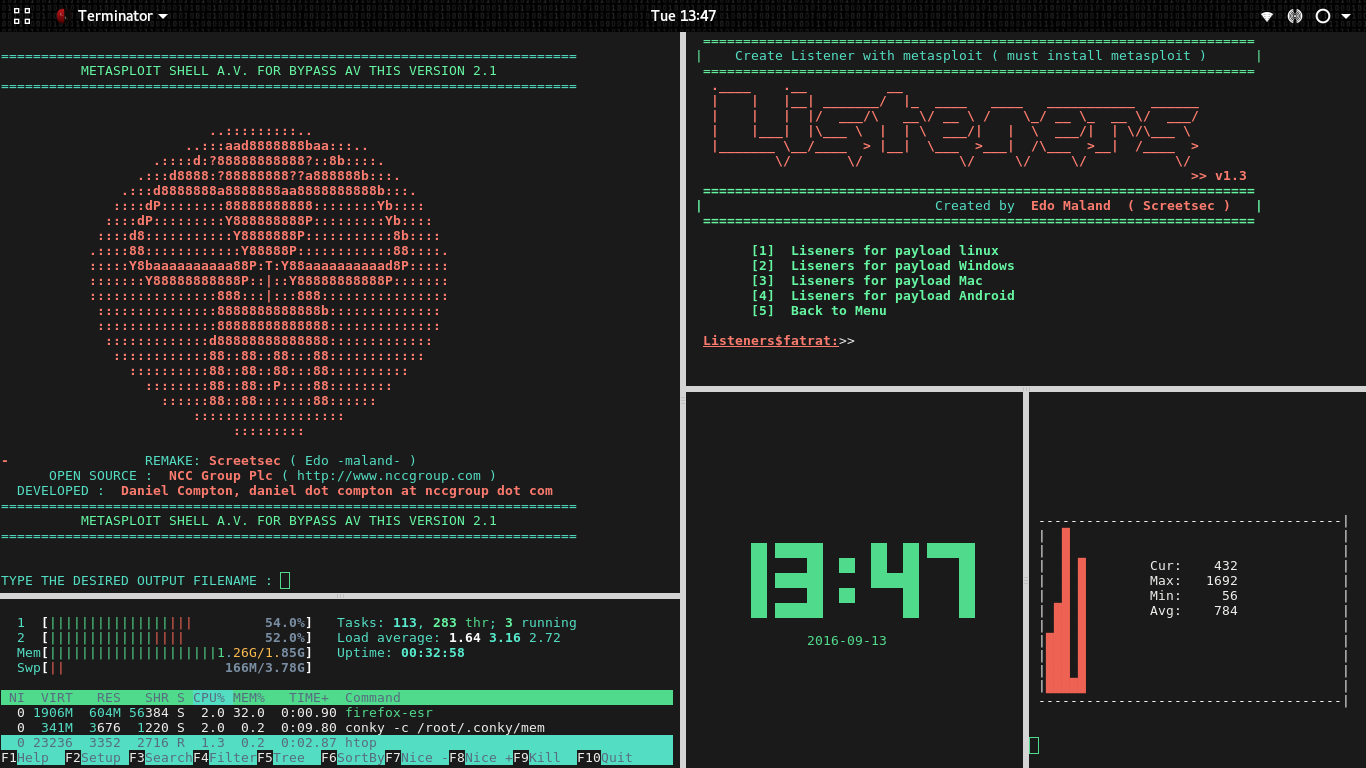 Terminator
Tue 13:47
METASPLOIT SHELL A.V. FOR BYPASS AV THIS VERSION 2.1
..:::::::::..
..:::aad8888888baa:::..
.::::d:?88888888888?::8b::::.
.:::d8888:?88888888??a888888b:::.
.:::d8888888a8888888aa8888888888b:::.
::::dP::::::::88888888888::::::::Yb::::
::::dP:::::::::Y888888888P:::::::::Yb::::
::::d8:::::::::::Y8888888P:::::::::::8b::::
.::::88::::::::::::Y88888P::::::::::::88::::.
:::::Y8baaaaaaaaaa88P:T:Y88aaaaaaaaaad8P:::::
:::::::Y88888888888P::|::Y88888888888P:::::::
::::::::::::::::888:::|:::888::::::::::::::::
:::::::::::::::8888888888888b::::::::::::::
:::::::::::::::88888888888888::::::::::::::
:::::::::::::d88888888888888:::::::::::::
::::::::::::88::88::88:::88::::::::::::
::::::::::88::88::88:::88::::::::::
::::::::88::88::P::::88::::::::
::::::88::88:::::::88::::::
:::::::::::::::::::
:::::::::
- REMAKE: Screetsec ( Edo -maland- )
OPEN SOURCE : NCC Group Plc ( http://www.nccgroup.com )
DEVELOPED : Daniel Compton, daniel dot compton at nccgroup dot com
METASPLOIT SHELL A.V. FOR BYPASS AV THIS VERSION 2.1
TYPE THE DESIRED OUTPUT FILENAME :
| Create Listener with metasploit ( must install metasploit ) |
Listeners
>> v1.3
| Created by Edo Maland ( Screetsec ) |
[1] Liseners for payload linux
[2] Liseners for payload Windows
[3] Liseners for payload Mac
[4] Liseners for payload Android
[5] Back to Menu
Listeners$fatrat:>>
1 [||||||||||||||||||54.0%] Tasks: 113, 283 thr; 3 running
2 [|||||||||||||||||52.0%] Load average: 1.64 3.16 2.72
Mem[|||||||||||||||||||||1.26G/1.85G] Uptime: 00:32:58
Swp[||166M/3.78G]
NI VIRT RES SHR S CPU% MEM% TIME+ Command
0 1906M 604M 56384 S 2.0 32.0 0:00.90 firefox-esr
0 341M 3676 1220 S 2.0 0.2 0:09.80 conky -c /root/.conky/mem
0 23236 3352 2716 R 1.3 0.2 0:02.87 htop
F1Help F2Setup F3SearchF4FilterF5Tree F6SortByF7Nice -F8Nice +F9Kill F10Quit
13:47
2016-09-13
Cur: 432
Max: 1692
Min: 56
Avg: 784